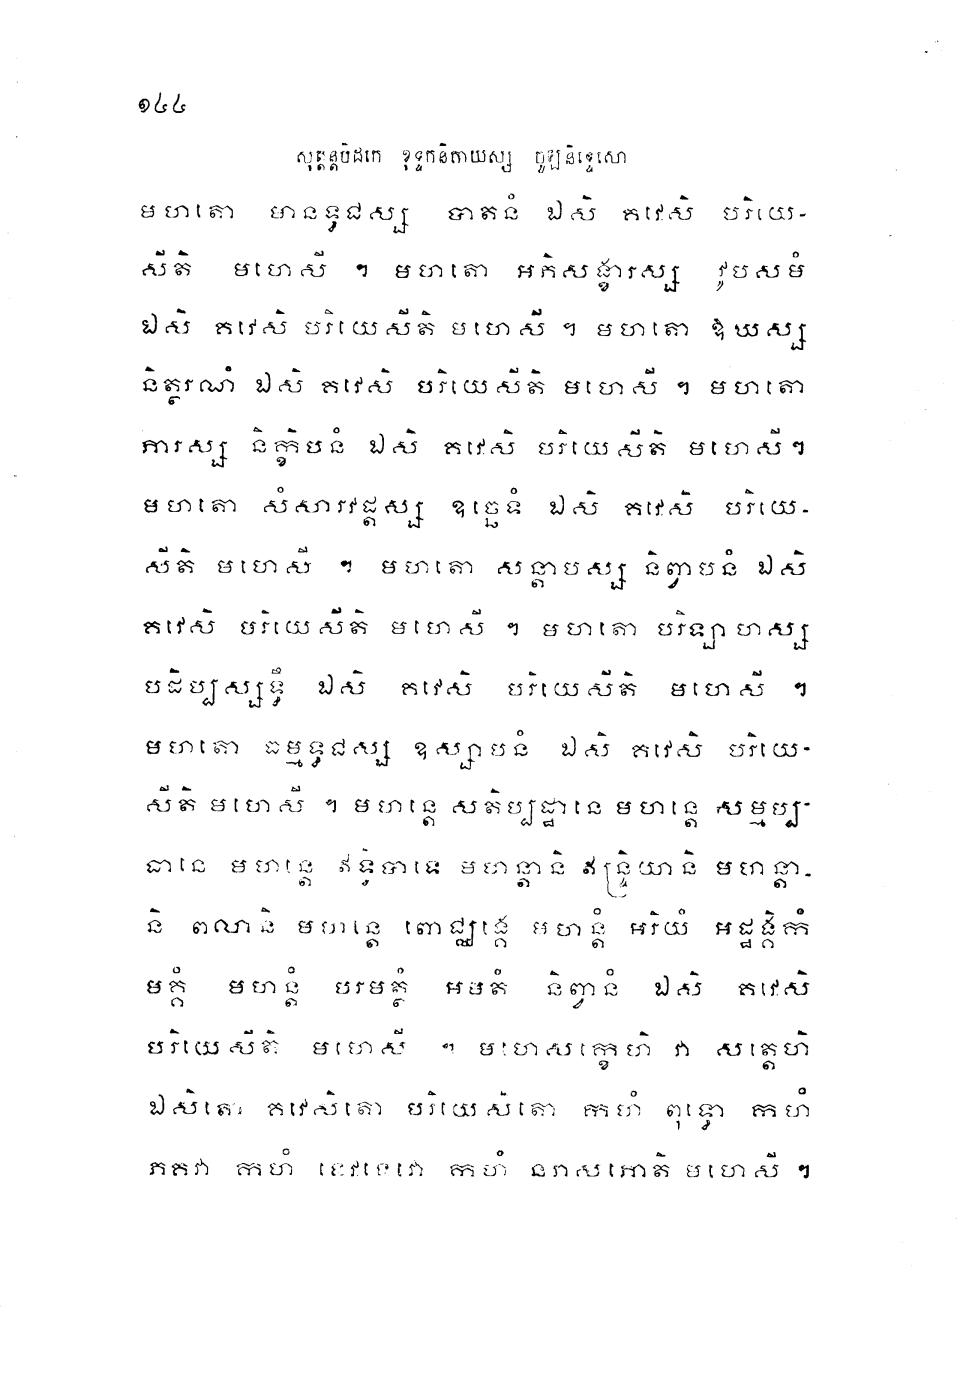 ១៤៤
សុត្តន្តបិដកេ ខុទ្ទកនិកាយស្ស ចូឡនិទ្ទេសោ
មហតោ មានទ្ធជស្ស បាតនំ ឯសិ គវេសិ បរិយេ-
សីតិ មហេសី ។ មហតោ អភិសង្ខារស្ស វូបសមំ
ឯសិ គវេសិ បរិយេសីតិ មហេសី ។ មហតោ ឱឃស្ស
និត្ថរណំ ឯសិ គវេសិ បរិយេសីតិ មហេសី ។ មហតោ
ភារស្ស និក្ខិបនំ ឯសិ គវេសិ បរិយេសីតិ មហេសី ។
មហតោ សំសារវដ្តស្ស ឧច្ឆេទំ ឯសិ គវេសិ បរិយេ-
សីតិ មហេសី ។ មហតោ សន្តាបស្ស និព្វាបនំ ឯសិ
គវេសិ បរិយេសីតិ មហេសី ។ មហតោ បរិឡាហស្ស
បដិប្បស្សទ្ធឹ ឯសិ គវេសិ បរិយេសីតិ មហេសី ។
មហតោ ធម្មទ្ធជស្ស ឧស្សាបនំ ឯសិ គវេសិ បរិយេ-
សីតិ មហេសី ។ មហន្តេ សតិប្បដ្ឋានេ មហន្តេ សម្មប្ប-
ធានេ មហន្តេ ឥទ្ធិបាទេ មហន្តានិ ឥន្ទ្រិយានិ មហន្តា-
និ ពលានិ មហន្តេ ពោជ្ឈង្គេ មហន្តំ អរិយំ អដ្ឋង្គិកំ
មគ្គំ មហន្តំ បរមត្ថំ អមតំ និព្វានំ ឯសិ គវេសិ
បរិយេសីតិ មហេសី ។ មហេសក្ខេហិ វា សត្តេហិ
ឯសិតោ គវេសិតោ បរិយេសិតោ កហំ ពុទ្ធោ កហំ
ភគវា កហំ ទេវទេវោ កហំ នរាសភោតិ មហេសី ។